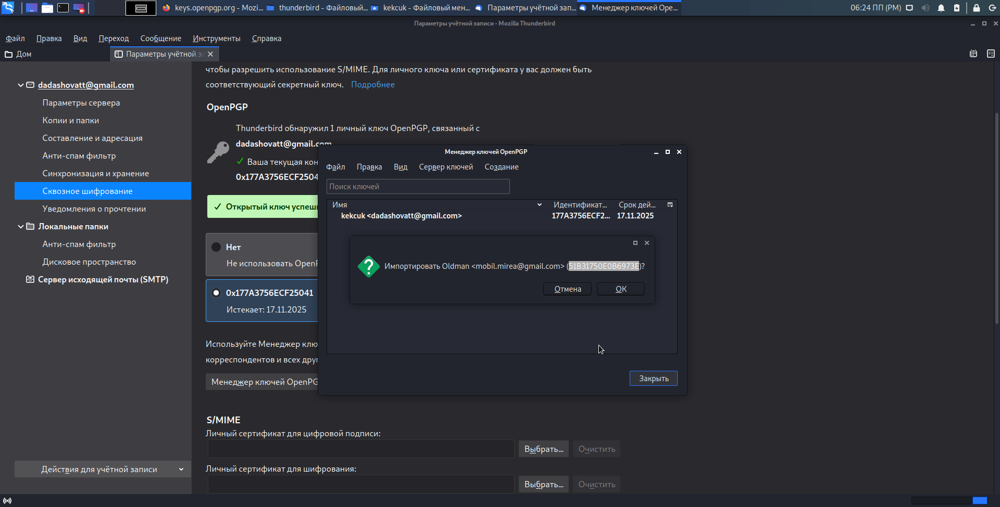 keys.openpgp.org - Mozi...
thunderbird - Файловый...
kekcuk - Файловый мен...
Параметры учётной зап...
Менеджер ключей Ope...
06:24 ПП (PM)
Параметры учётной записи - Mozilla Thunderbird
Файл Правка Вид Переход Сообщение Инструменты Справка
Дом
Параметры учётной за
dadashovatt@gmail.com
Параметры сервера
Копии и папки
Составление и адресация
Анти-спам фильтр
Синхронизация и хранение
Сквозное шифрование
Уведомления о прочтении
Локальные папки
Анти-спам фильтр
Дисковое пространство
Сервер исходящей почты (SMTP)
Действия для учётной записи
чтобы разрешить использование S/MIME. Для личного ключа или сертификата у вас должен быть
соответствующий секретный ключ. Подробнее
OpenPGP
Thunderbird обнаружил 1 личный ключ OpenPGP, связанный с
dadashovatt@gmail.com
Ваша текущая кон
0x177A3756ECF2504
Открытый ключ успешн
Нет
Не использовать OpenP
0x177A3756ECF25041
Истекает: 17.11.2025
Используйте Менеджер клю
корреспондентов и всех друг
Менеджер ключей OpenPG
S/MIME
Личный сертификат для цифровой подписи:
Выбрать... Очистить
Личный сертификат для шифрования:
Выбрать... Очистить
Менеджер ключей OpenPGP
Файл Правка Вид Сервер ключей Создание
Поиск ключей
Имя Идентификат... Срок дей...
kekcuk <dadashovatt@gmail.com> 177A3756ECF2... 17.11.2025
Импортировать Oldman <mobil.mirea@gmail.com> (51B31750E0B6973E)?
Отмена OK
Закрыть